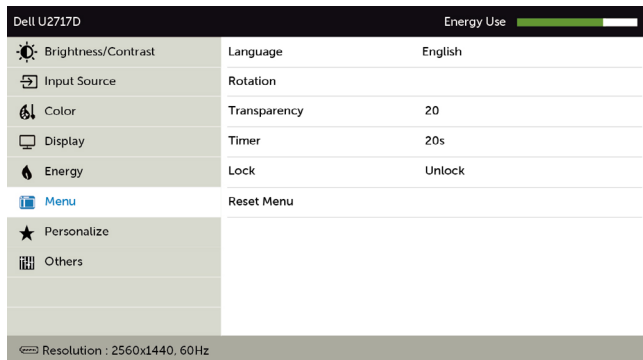 Dell U2717D Energy Use
Brightness/Contrast Language English
Input Source Rotation
Color Transparency 20
Display Timer 20s
Energy Lock Unlock
Menu Reset Menu
Personalize
Others
Resolution : 2560x1440, 60Hz